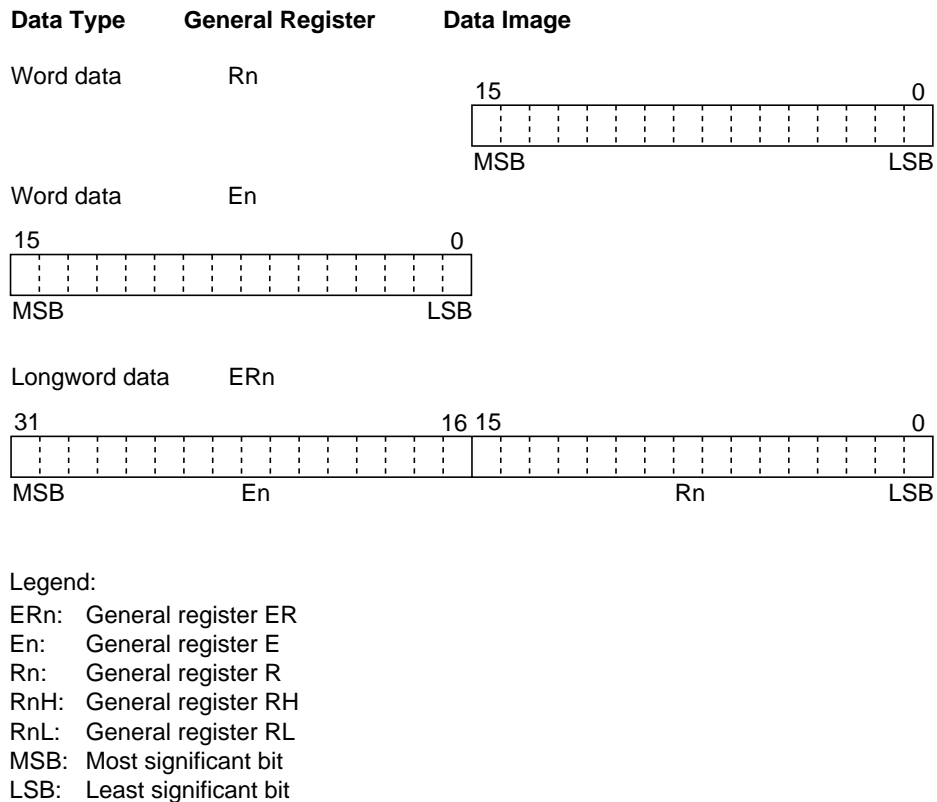 Data Type General Register Data Image
Word data Rn
15 0
MSB LSB
Word data En
15 0
MSB LSB
Longword data ERn
31 16 15 0
MSB En Rn LSB
Legend:
ERn: General register ER
En: General register E
Rn: General register R
RnH: General register RH
RnL: General register RL
MSB: Most significant bit
LSB: Least significant bit